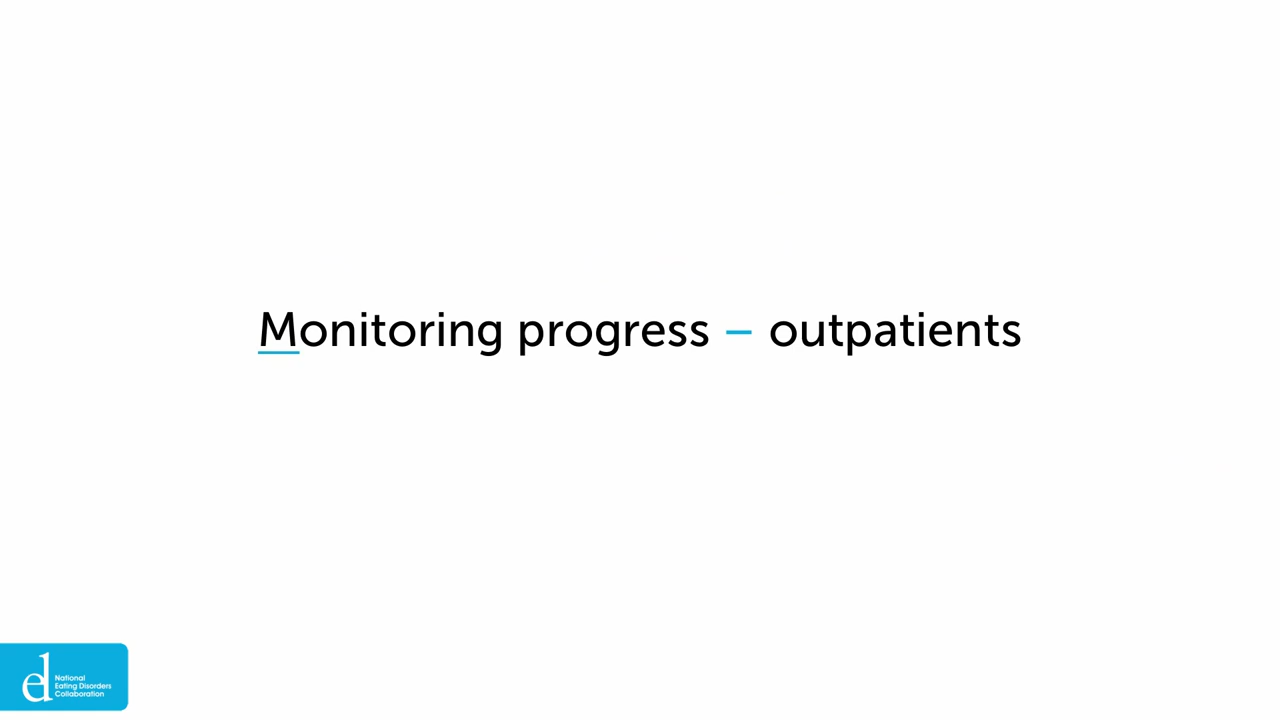 Monitoring progress – outpatients
d
National
Eating Disorders
Collaboration